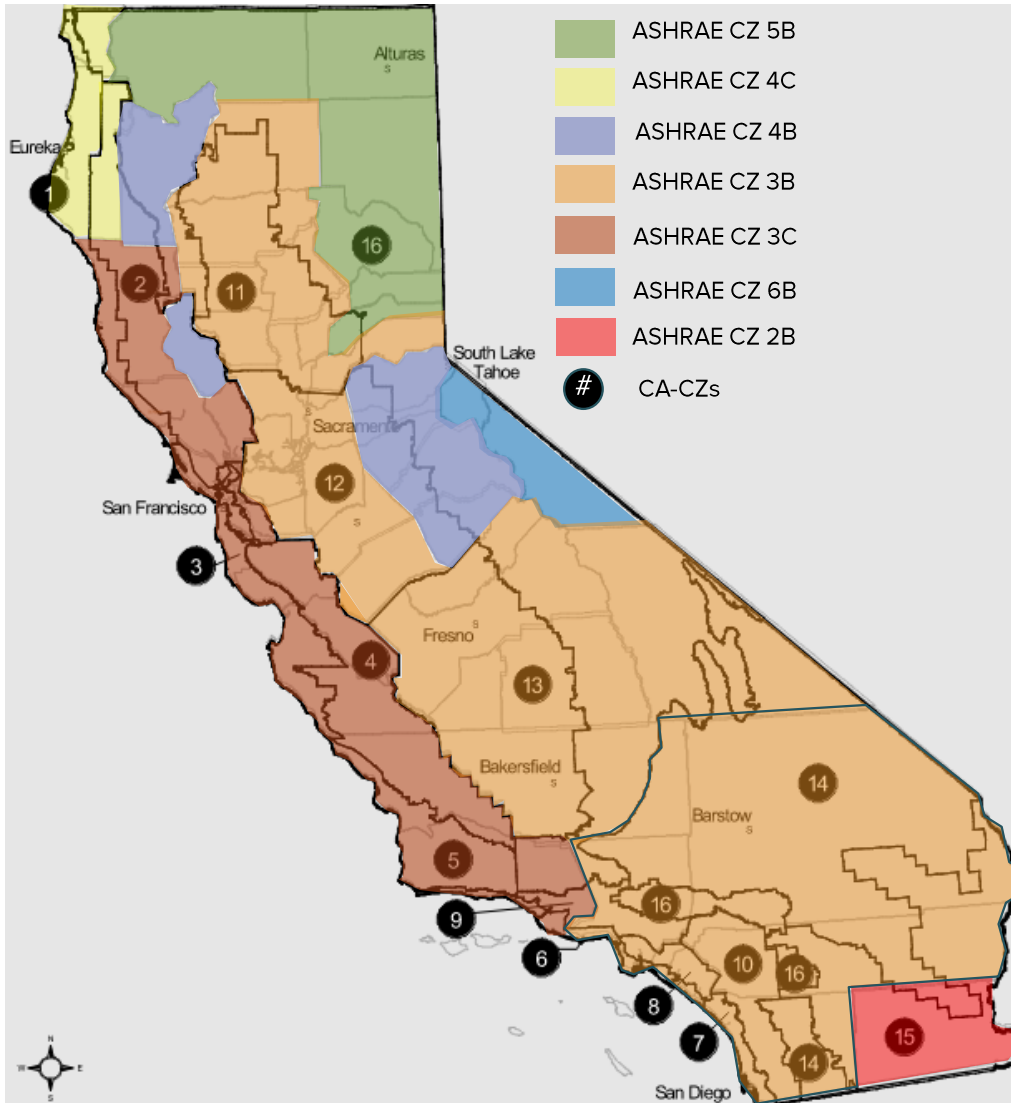 ASHRAE CZ 5B
Alturas
s
ASHRAE CZ 4C
ASHRAE CZ 4B
Eureka
1
ASHRAE CZ 3B
ASHRAE CZ 3C
16
2
11
ASHRAE CZ 6B
ASHRAE CZ 2B
South Lake
Tahoe
# CA-CZs
s
Sacramento
12
San Francisco
s
3
Fresno s
4
13
Bakersfield
s
14
Barstow
s
5
16
9
6
10
16
8
15
7
14
N
W E
S
San Diego